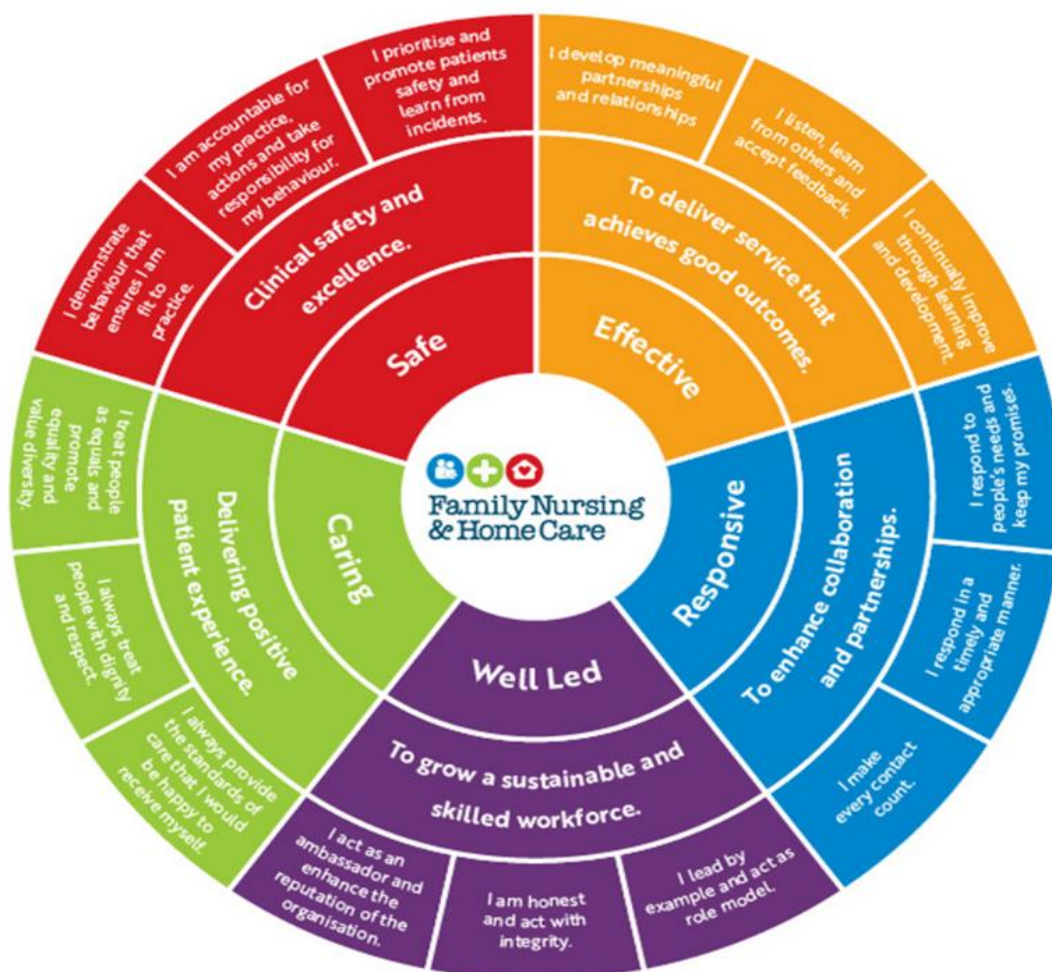 I prioritise and
promote patients
safety and
learn from
incidents.
I am accountable for
my practice,
actions and take
responsibility for
my behaviour.
I demonstrate
behaviour that
ensures I am
fit to
practice.
Clinical safety and
excellence.
Safe
I develop meaningful
partnerships
and relationships
I listen, learn
from others and
accept feedback.
I continually improve
through learning
and development.
To deliver service that
achieves good outcomes.
Effective
I respond to
people's needs and
keep my promises.
I respond in a
timely and
appropriate manner.
I make
every contact
count.
To enhance collaboration
and partnerships.
Responsive
Family Nursing
& Home Care
I treat people
as equals and
promote
equality and
value diversity.
I always treat
people with dignity
and respect.
I always provide
the standards of
care that I would
be happy to
receive myself.
Delivering positive
patient experience.
Caring
Well Led
To grow a sustainable and
skilled workforce.
I act as an
ambassador and
enhance the
reputation of the
organisation.
I am honest
and act with
integrity.
I lead by
example and act as
role model.